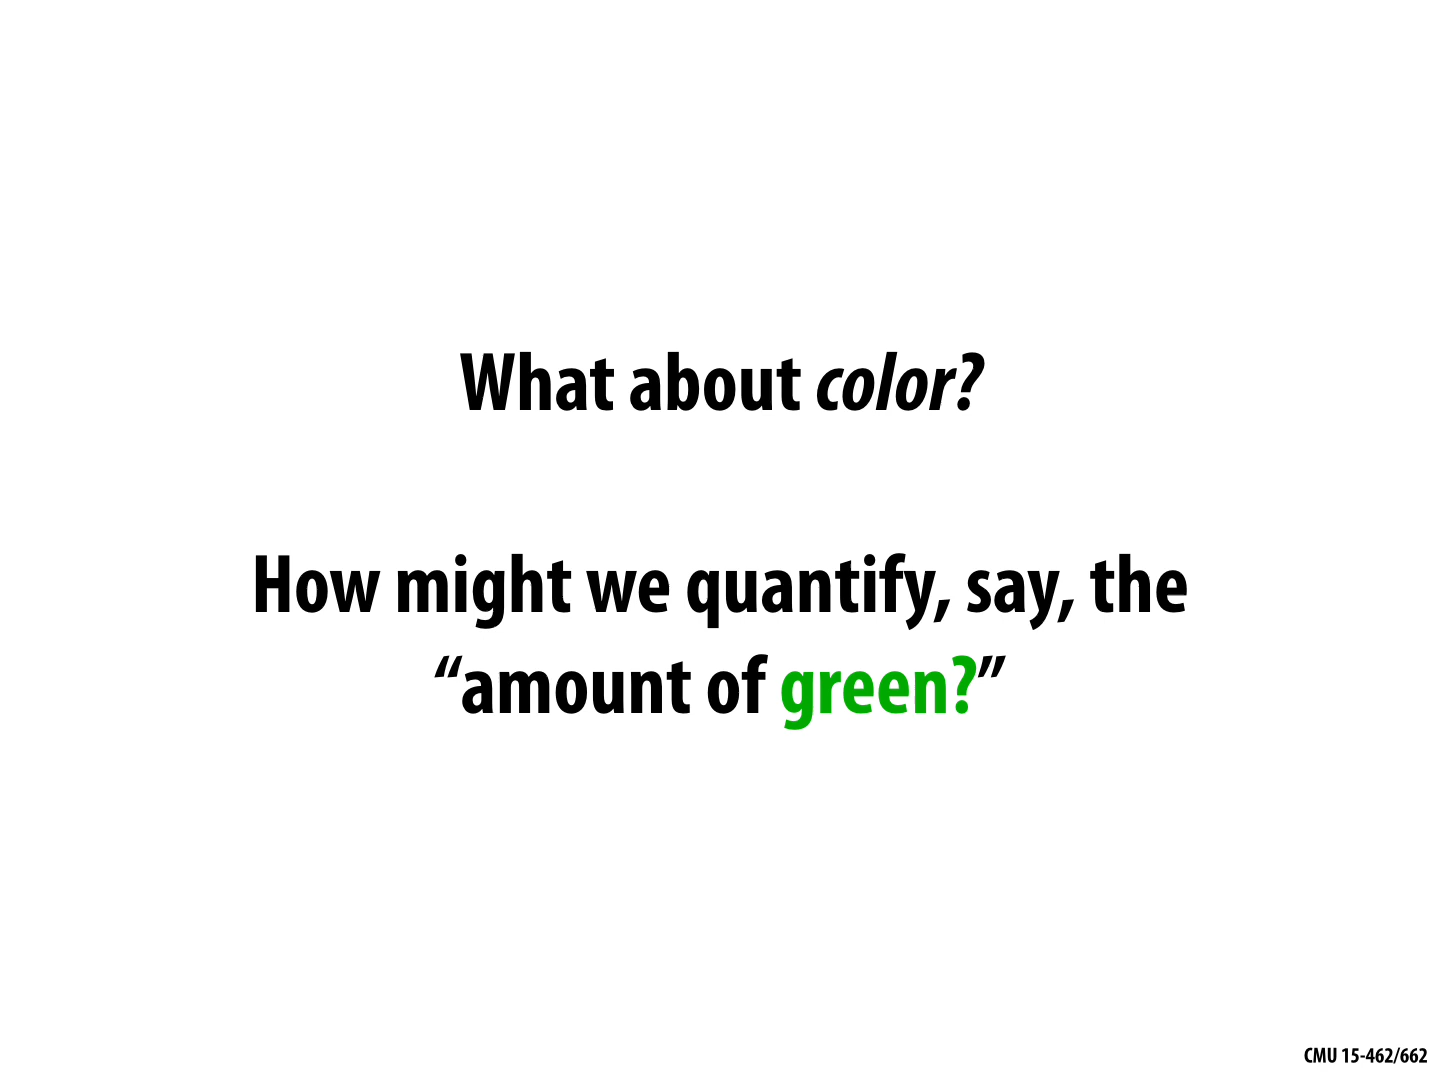 What about color?
How might we quantify, say, the
“amount of green?”
CMU 15-462/662